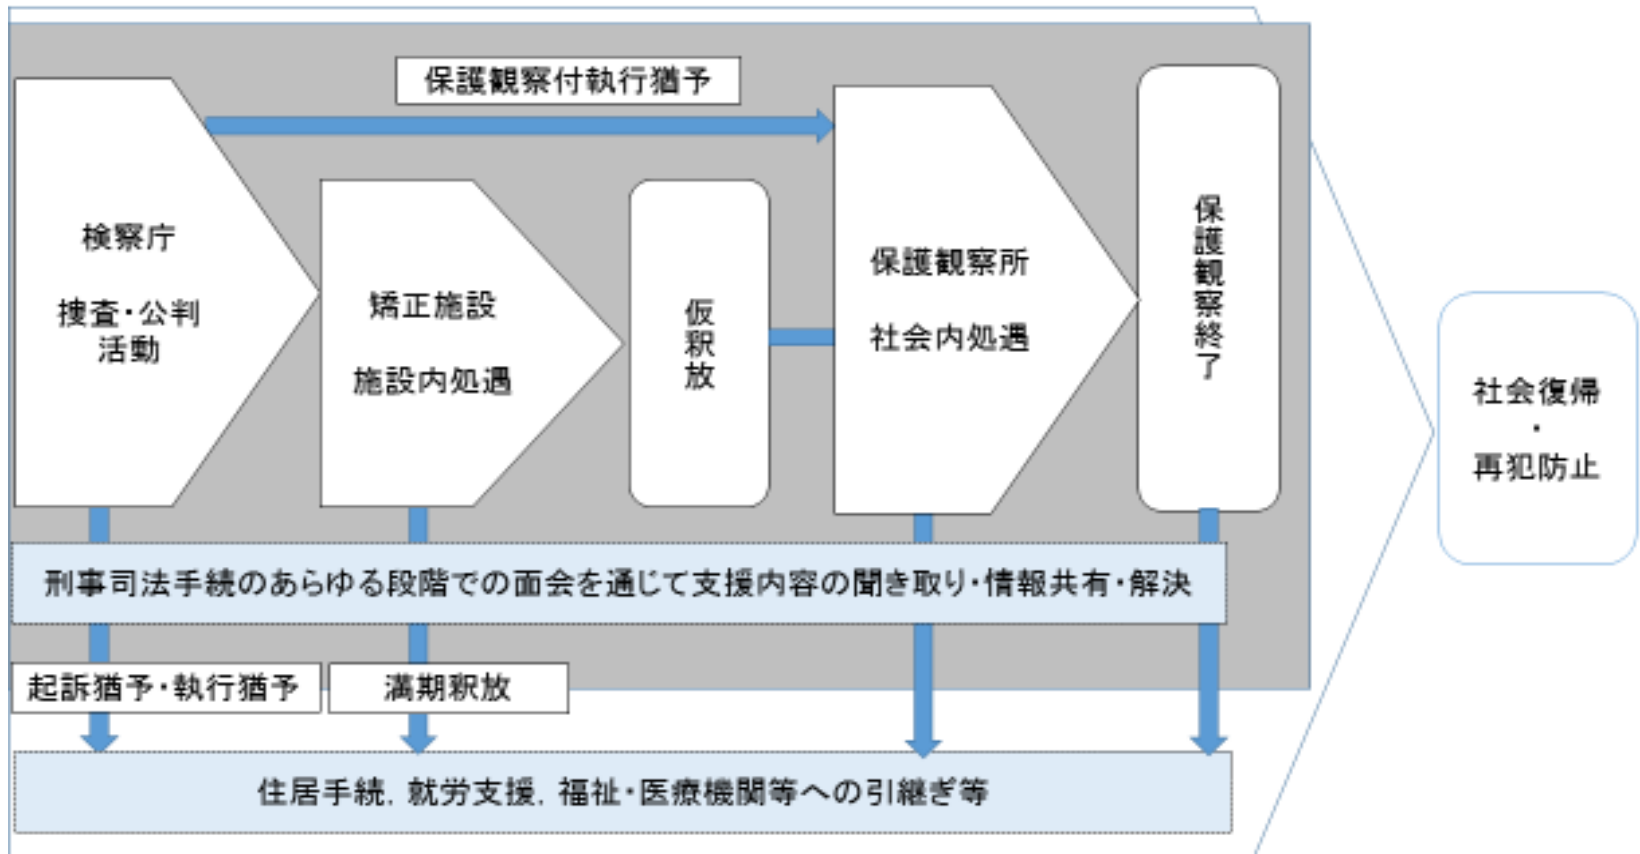 保護観察付執行猶予
検察庁
捜査・公判
活動
矯正施設
施設内処遇
仮釈放
保護観察所
社会内処遇
保護観察終了
社会復帰
・
再犯防止
刑事司法手続のあらゆる段階での面会を通じて支援内容の聞き取り・情報共有・解決
起訴猶予・執行猶予
満期釈放
住居手続，就労支援，福祉・医療機関等への引継ぎ等